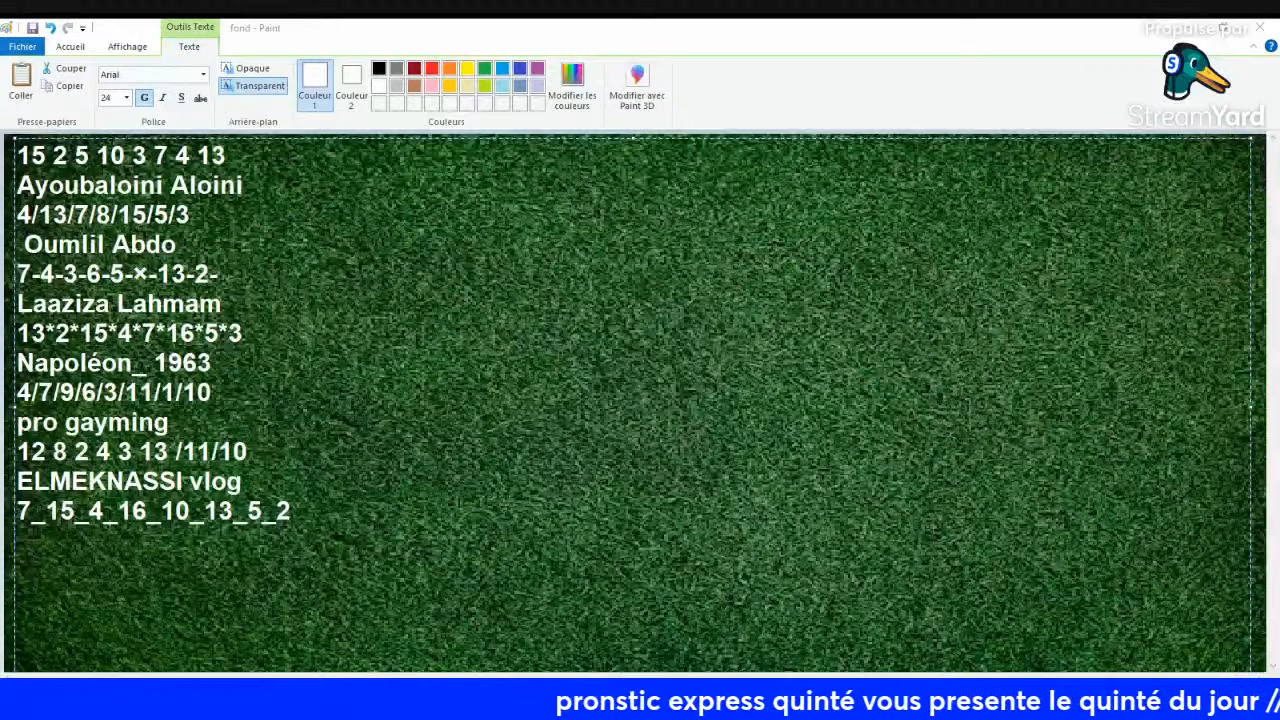 Outils Texte
fond - Paint
Propulsé par
Fichier
Accueil
Affichage
Texte
Coller
Couper
Copier
Presse-papiers
Arial
24
G I S abc
Police
Opaque
Transparent
Arrière-plan
Couleur 1
Couleur 2
Modifier les couleurs
Couleurs
Modifier avec Paint 3D
StreamYard
15 2 5 10 3 7 4 13
Ayoubaloini Aloini
4/13/7/8/15/5/3
Oumlil Abdo
7-4-3-6-5-×-13-2-
Laaziza Lahmam
13*2*15*4*7*16*5*3
Napoléon_ 1963
4/7/9/6/3/11/1/10
pro gayming
12 8 2 4 3 13 /11/10
ELMEKNASSI vlog
7_15_4_16_10_13_5_2
pronstic express quinté vous presente le quinté du jour //